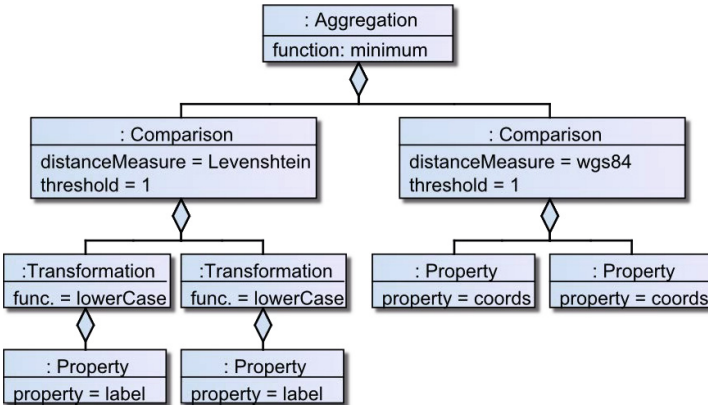 : Aggregation
function: minimum
: Comparison
distanceMeasure = Levenshtein
threshold = 1
: Comparison
distanceMeasure = wgs84
threshold = 1
:Transformation
func. = lowerCase
:Transformation
func. = lowerCase
: Property
property = coords
: Property
property = coords
: Property
property = label
: Property
property = label